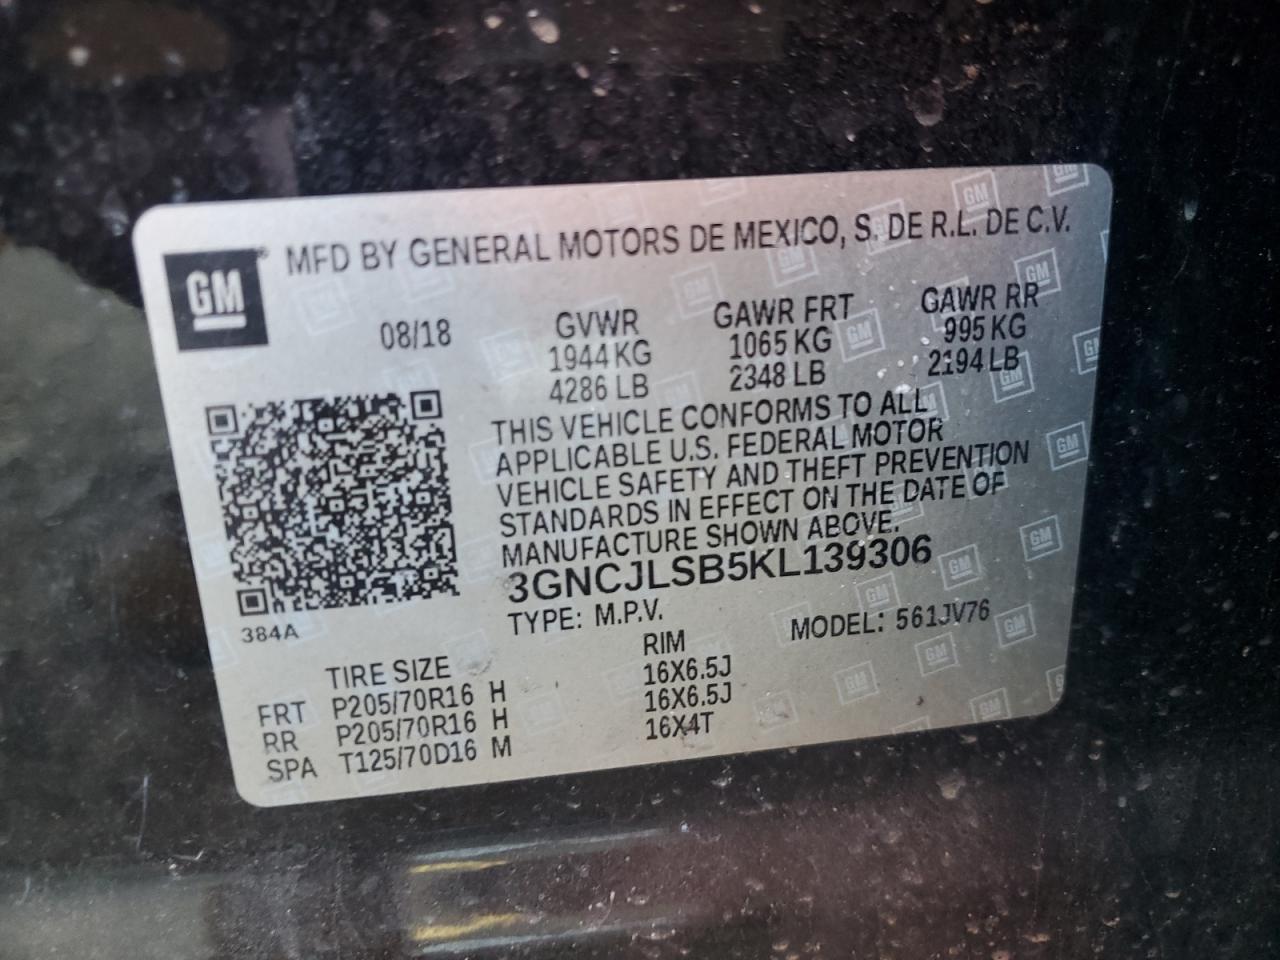 GM
MFD BY GENERAL MOTORS DE MEXICO, S. DE R.L. DE C.V.
08/18 GVWR GAWR FRT GAWR RR
1944 KG 1065 KG 995 KG
4286 LB 2348 LB 2194 LB
THIS VEHICLE CONFORMS TO ALL
APPLICABLE U.S. FEDERAL MOTOR
VEHICLE SAFETY AND THEFT PREVENTION
STANDARDS IN EFFECT ON THE DATE OF
MANUFACTURE SHOWN ABOVE.
3GNCJLSB5KL139306
384A
TYPE: M.P.V. MODEL: 561JV76
TIRE SIZE RIM
FRT P205/70R16 H 16X6.5J
RR P205/70R16 H 16X6.5J
SPA T125/70D16 M 16X4T